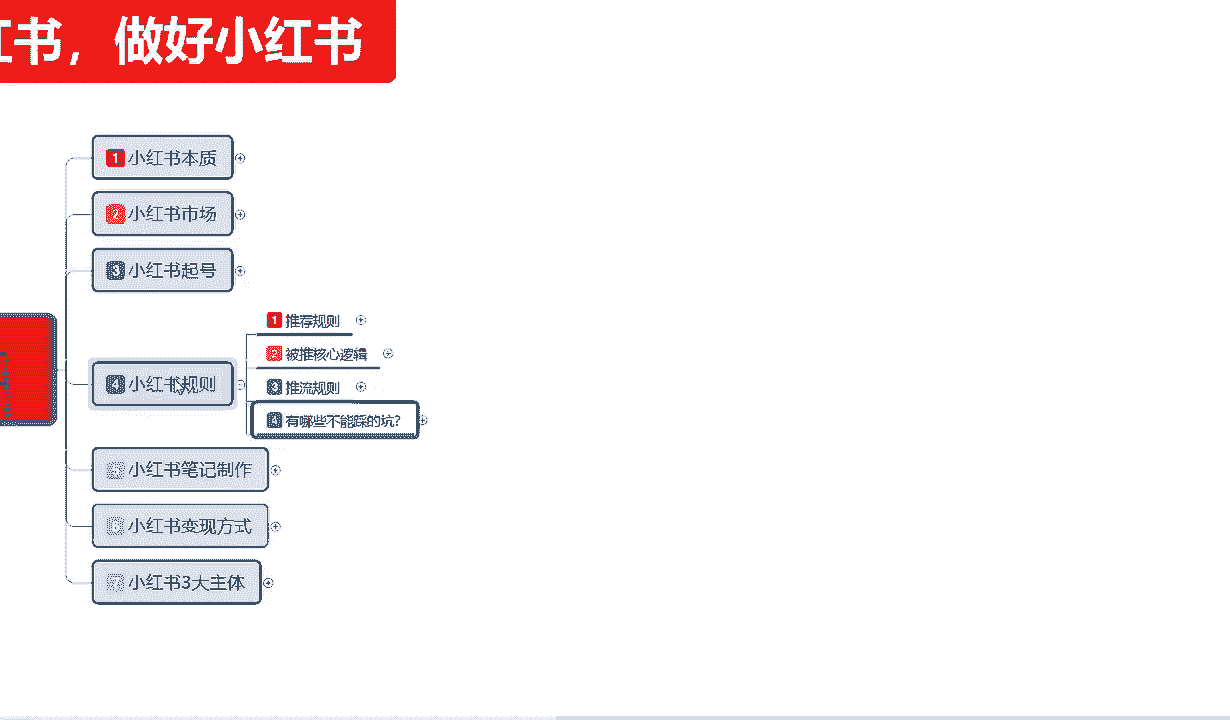 书，做好小红书
1 小红书本质
2 小红书市场
3 小红书起号
4 小红书规则
1 推荐规则
2 被推核心逻辑
3 推流规则
4 有哪些不能踩的坑?
5 小红书笔记制作
6 小红书变现方式
7 小红书3大主体